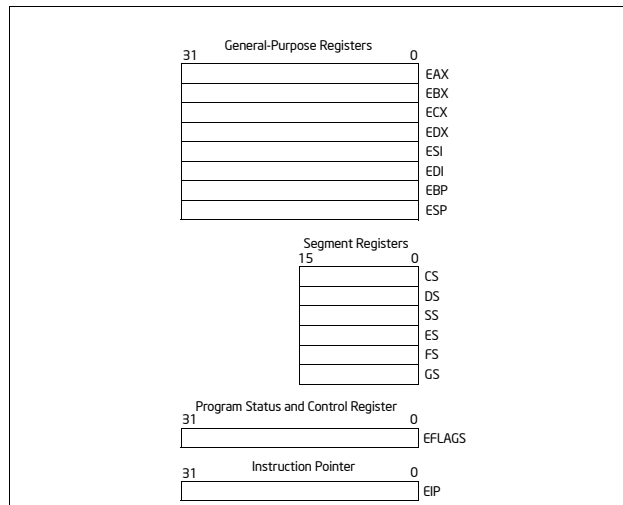 General-Purpose Registers
31 0
EAX
EBX
ECX
EDX
ESI
EDI
EBP
ESP
Segment Registers
15 0
CS
DS
SS
ES
FS
GS
Program Status and Control Register
31 0
EFLAGS
Instruction Pointer
31 0
EIP